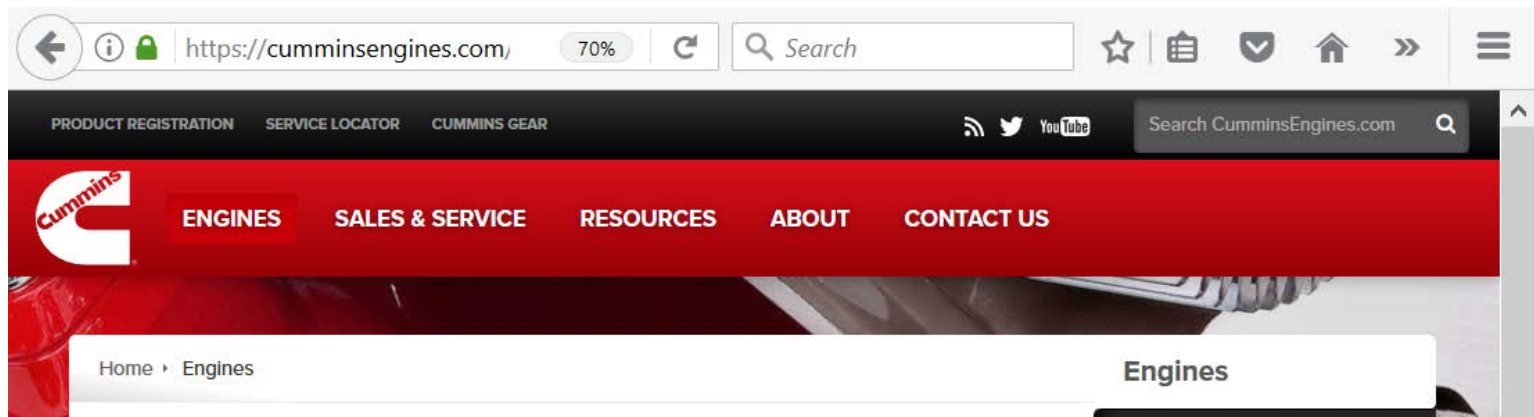 https://cumminsengines.com/ 70% Search
PRODUCT REGISTRATION SERVICE LOCATOR CUMMINS GEAR YouTube Search CumminsEngines.com
Cummins
ENGINES SALES & SERVICE RESOURCES ABOUT CONTACT US
Home Engines Engines